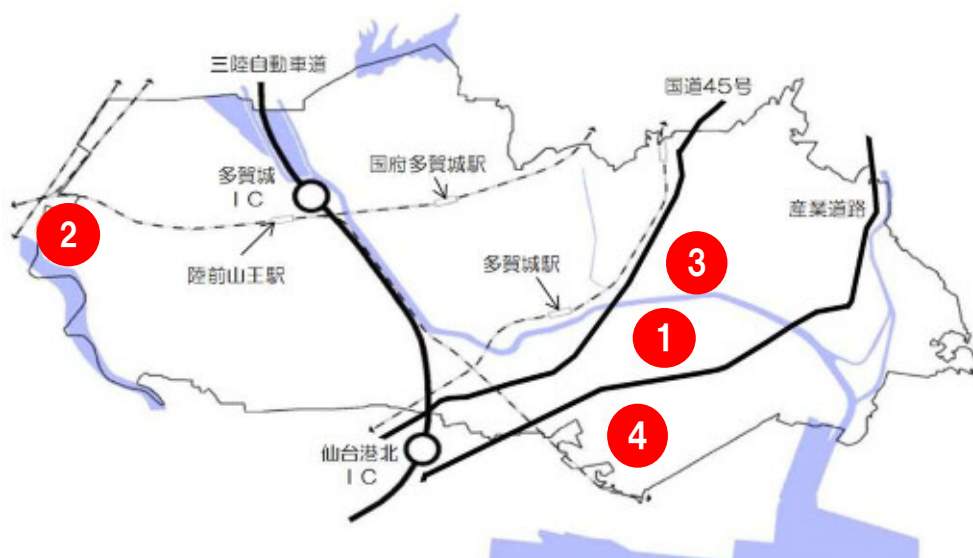 三陸自動車道
国道45号
国府多賀城駅
多賀城
ＩＣ
産業道路
2
陸前山王駅
多賀城駅
3
1
4
仙台港北
ＩＣ